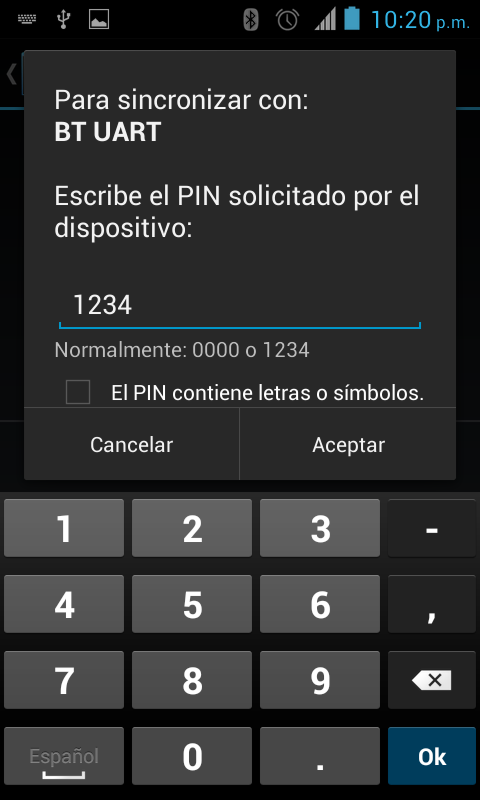 10:20 p.m.
Para sincronizar con:
BT UART
Escribe el PIN solicitado por el
dispositivo:
1234
Normalmente: 0000 o 1234
El PIN contiene letras o símbolos.
Cancelar Aceptar
1 2 3 -
4 5 6 ,
7 8 9
Español 0 . Ok